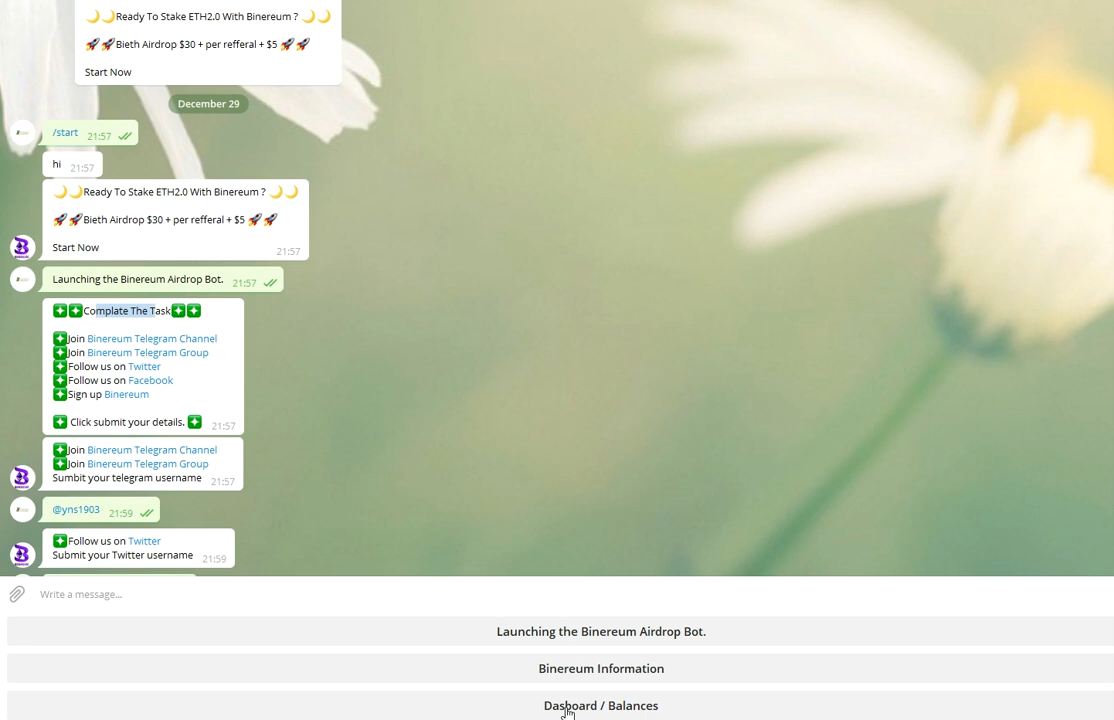 🌙🌙Ready To Stake ETH2.0 With Binereum ? 🌙🌙
🚀🚀Bieth Airdrop $30 + per refferal + $5 🚀🚀
Start Now
December 29
/start 21:57
hi 21:57
🌙🌙Ready To Stake ETH2.0 With Binereum ? 🌙🌙
🚀🚀Bieth Airdrop $30 + per refferal + $5 🚀🚀
Start Now 21:57
Launching the Binereum Airdrop Bot. 21:57
Complate The Task
Join Binereum Telegram Channel
Join Binereum Telegram Group
Follow us on Twitter
Follow us on Facebook
Sign up Binereum
Click submit your details. 21:57
Join Binereum Telegram Channel
Join Binereum Telegram Group
Sumbit your telegram username 21:57
@yns1903 21:59
Follow us on Twitter
Submit your Twitter username 21:59
Write a message...
Launching the Binereum Airdrop Bot.
Binereum Information
Dasboard / Balances